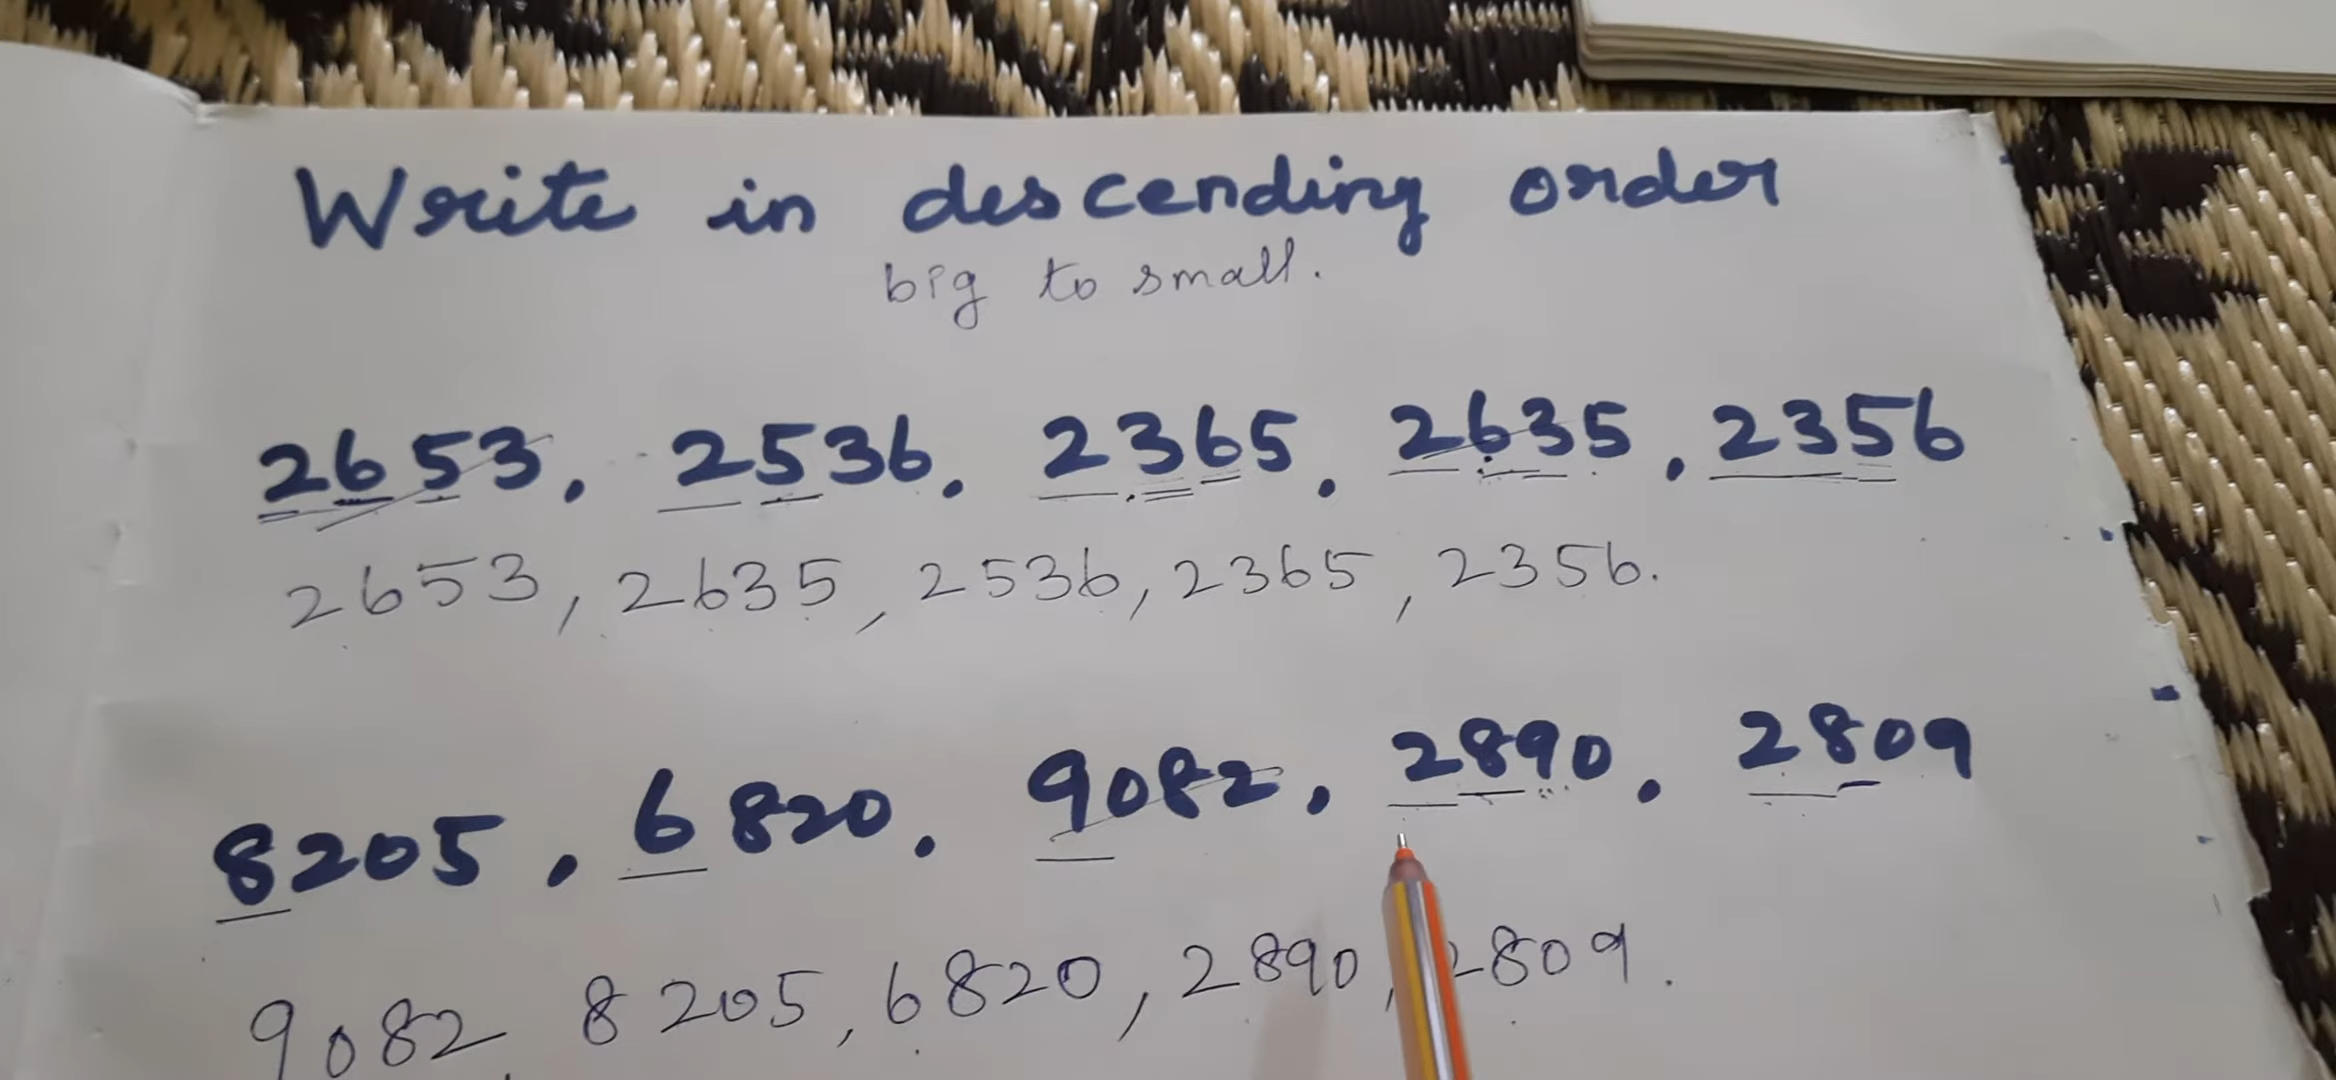 Write in descending order
big to small.
2653, 2536, 2365, 2635, 2356
2653, 2635, 2536, 2365, 2356.
8205, 6820, 9082, 2890, 2809
9082, 8205, 6820, 2890, 2809.